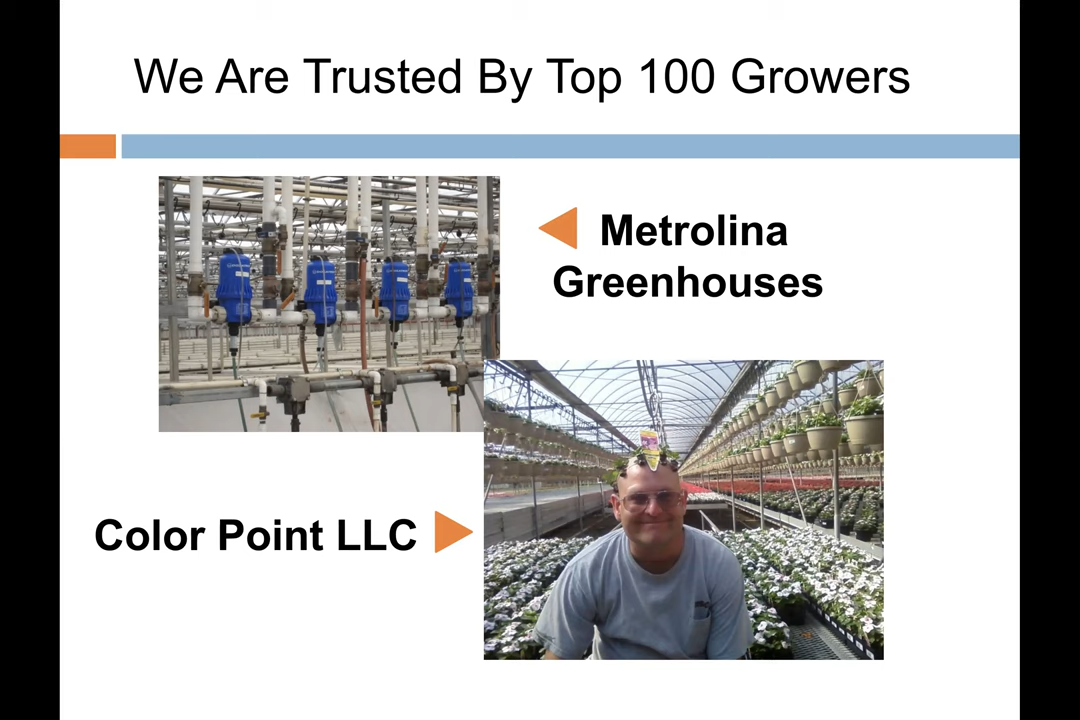 We Are Trusted By Top 100 Growers
Metrolina
Greenhouses
Color Point LLC